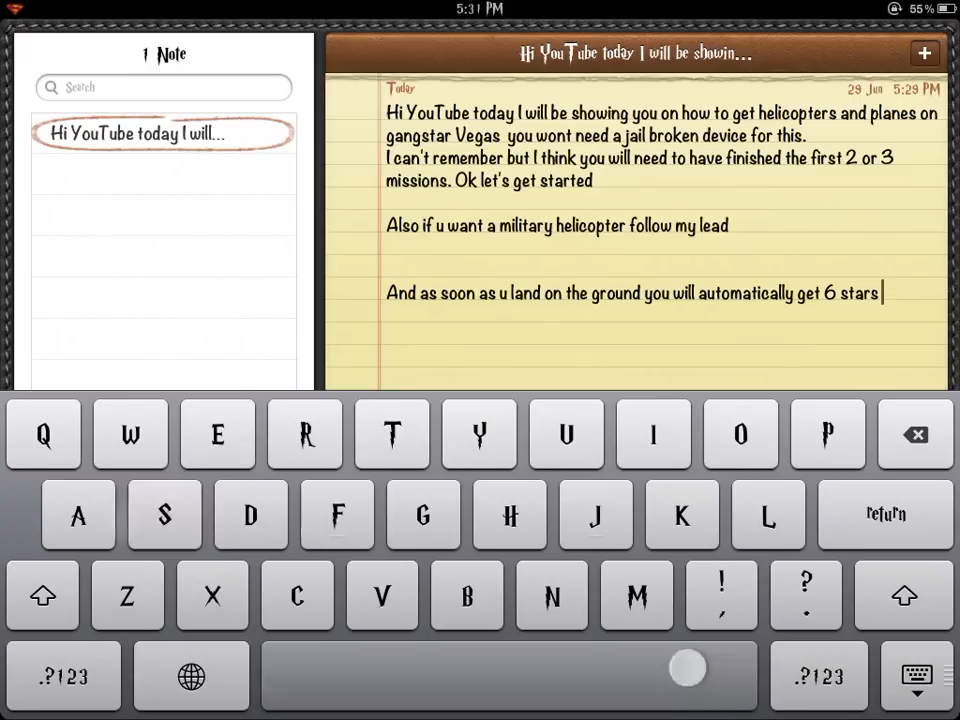 5:31 PM
55%
1 Note
Search
Hi YouTube today I will...
Hi YouTube today I will be showin...
+
Today
29 Jun 5:29 PM
Hi YouTube today I will be showing you on how to get helicopters and planes on
gangstar Vegas you wont need a jail broken device for this.
I can't remember but I think you will need to have finished the first 2 or 3
missions. Ok let's get started
Also if u want a military helicopter follow my lead
And as soon as u land on the ground you will automatically get 6 stars
Q W E R T Y U I O P
A S D F G H J K L return
Z X C V B N M ! , ? .
.?123 .?123